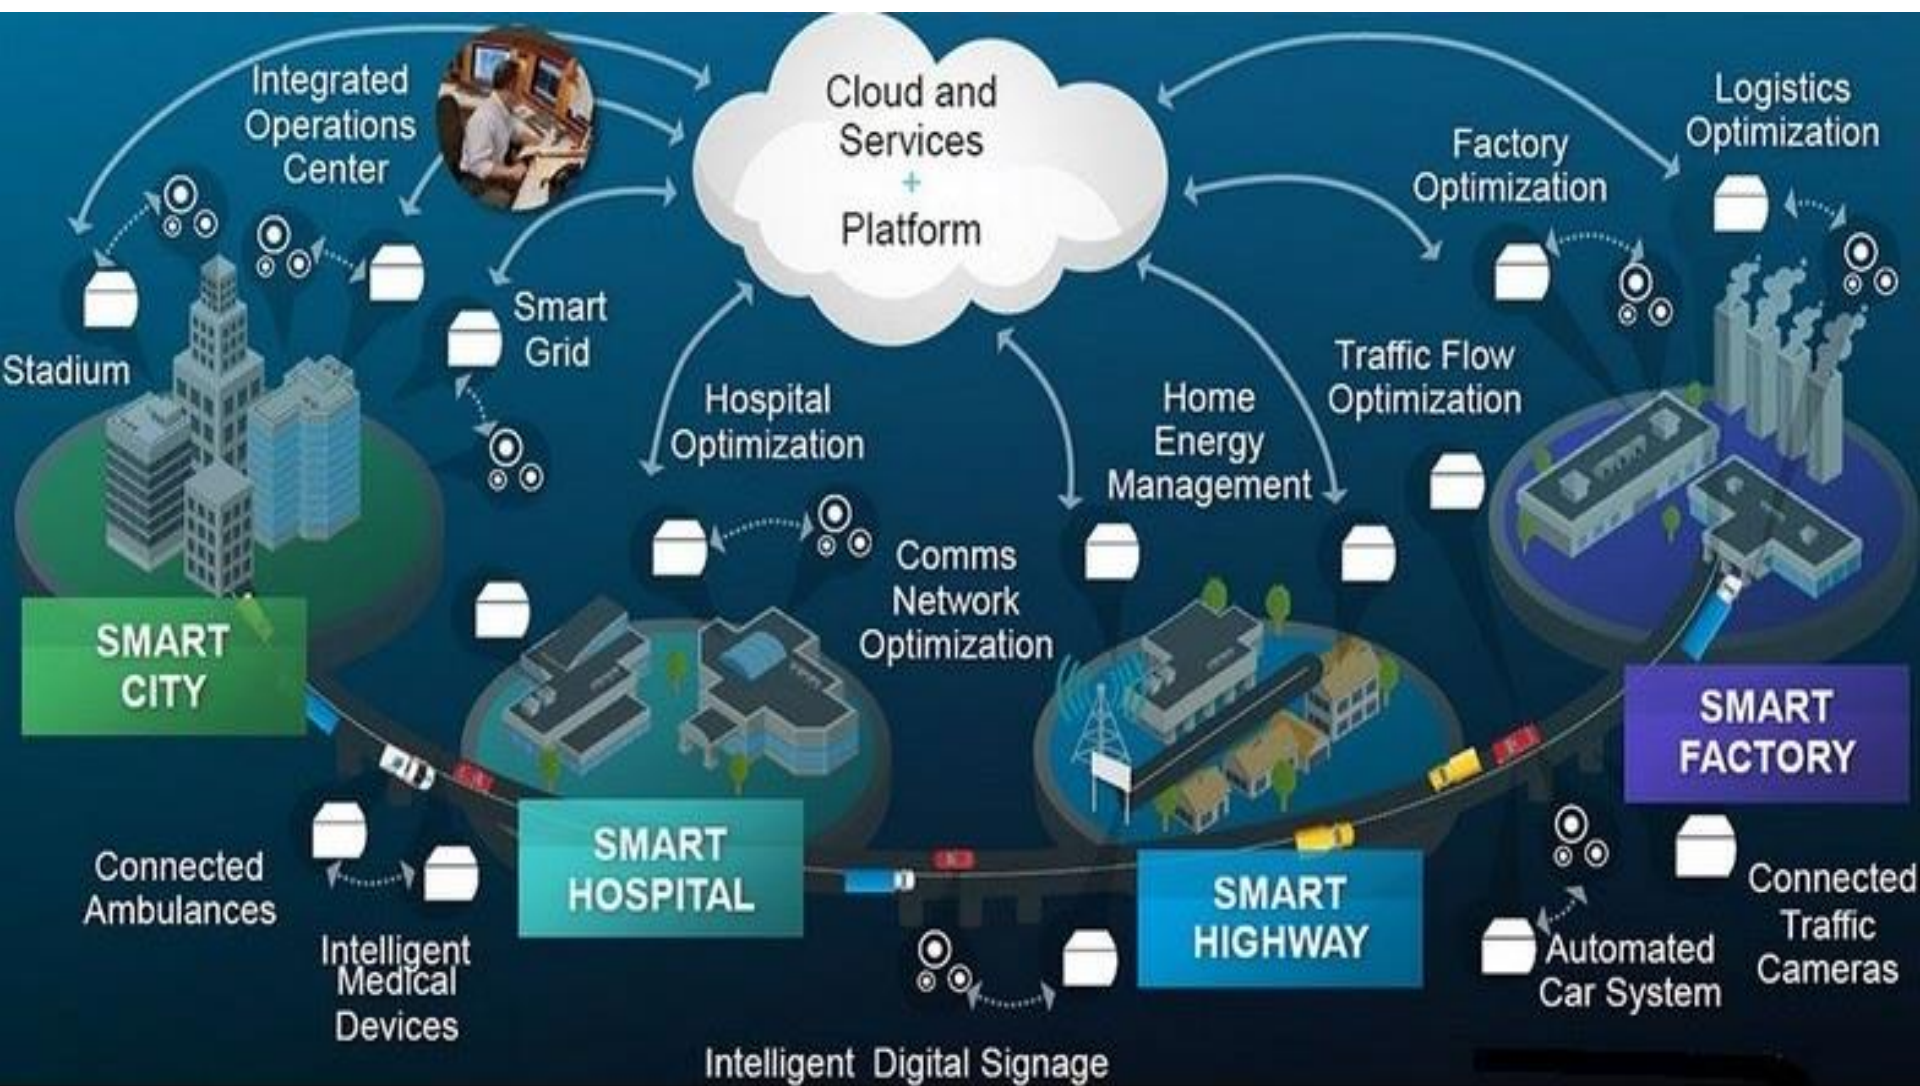 Integrated
Operations
Center
Cloud and
Services
+
Platform
Logistics
Optimization
Factory
Optimization
Stadium
Smart
Grid
Hospital
Optimization
Home
Energy
Management
Traffic Flow
Optimization
Comms
Network
Optimization
SMART
CITY
SMART
HOSPITAL
SMART
HIGHWAY
SMART
FACTORY
Connected
Ambulances
Intelligent
Medical
Devices
Intelligent Digital Signage
Automated
Car System
Connected
Traffic
Cameras